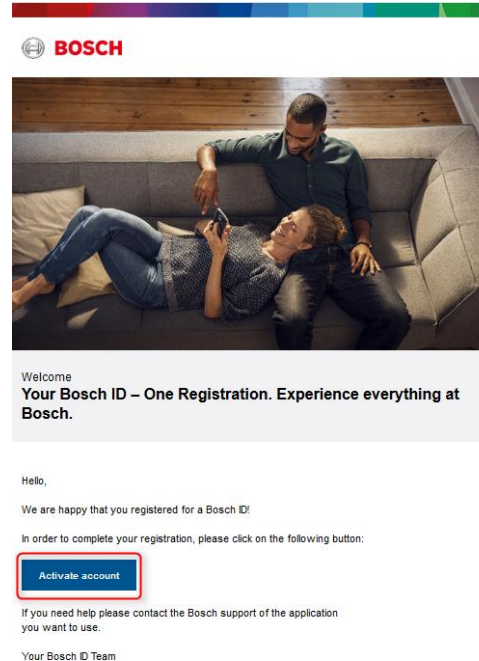 BOSCH
Welcome
Your Bosch ID – One Registration. Experience everything at
Bosch.
Hello,
We are happy that you registered for a Bosch ID!
In order to complete your registration, please click on the following button:
Activate account
If you need help please contact the Bosch support of the application
you want to use.
Your Bosch ID Team